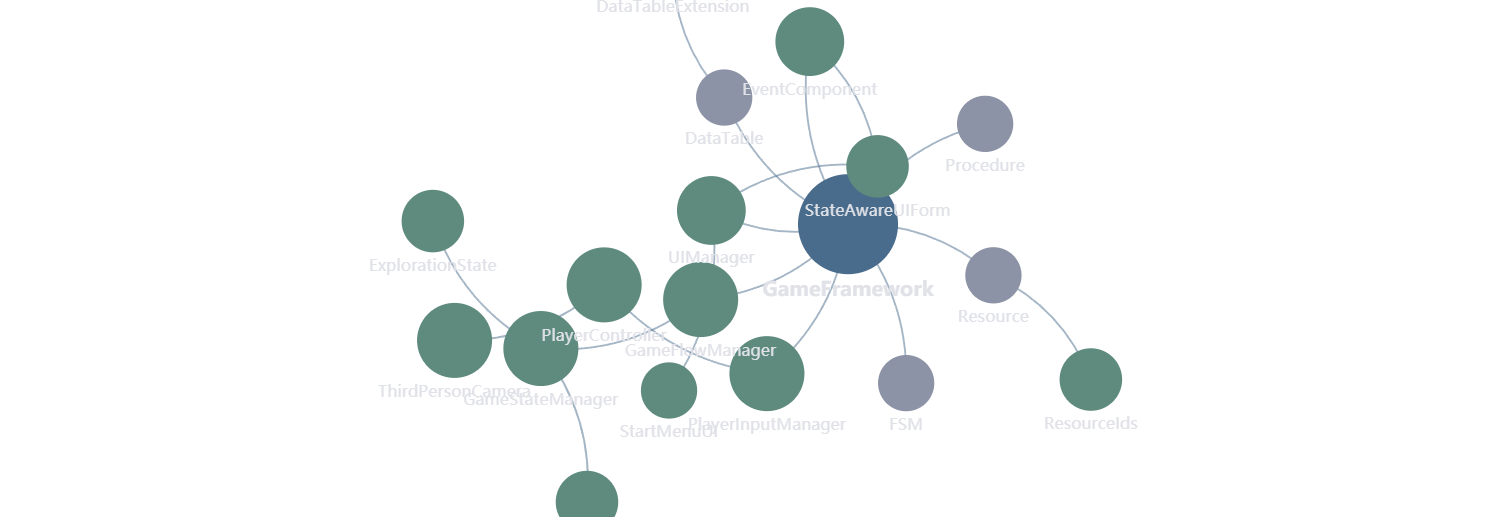 DataTableExtension
EventComponent
DataTable
Procedure
StateAwareUIForm
UIManager
ExplorationState
GameFramework
Resource
PlayerController
GameFlowManager
ThirdPersonCamera
GameStateManager
StartMenuUI
PlayerInputManager
FSM
ResourceIds